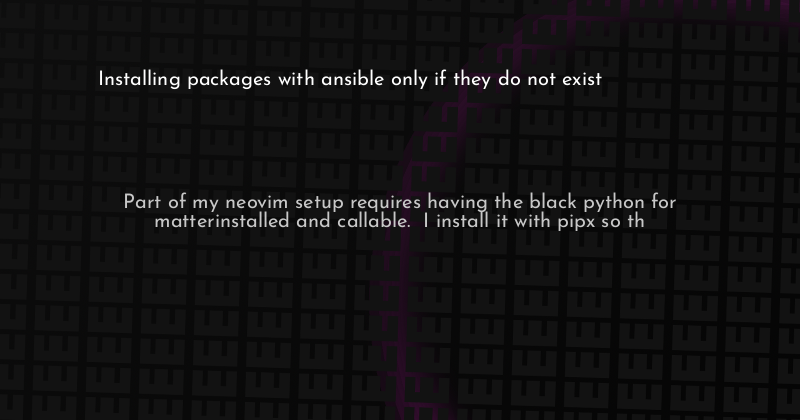 Installing packages with ansible only if they do not exist
Part of my neovim setup requires having the black python for
matterinstalled and callable.  I install it with pipx so th